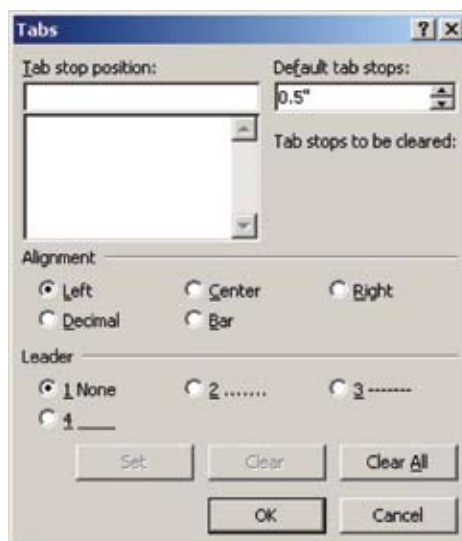 Tabs
Tab stop position: Default tab stops:
0.5"
Tab stops to be cleared:
Alignment
Left Center Right
Decimal Bar
Leader
1 None 2 ....... 3 -------
4 ____
Set Clear Clear All
OK Cancel